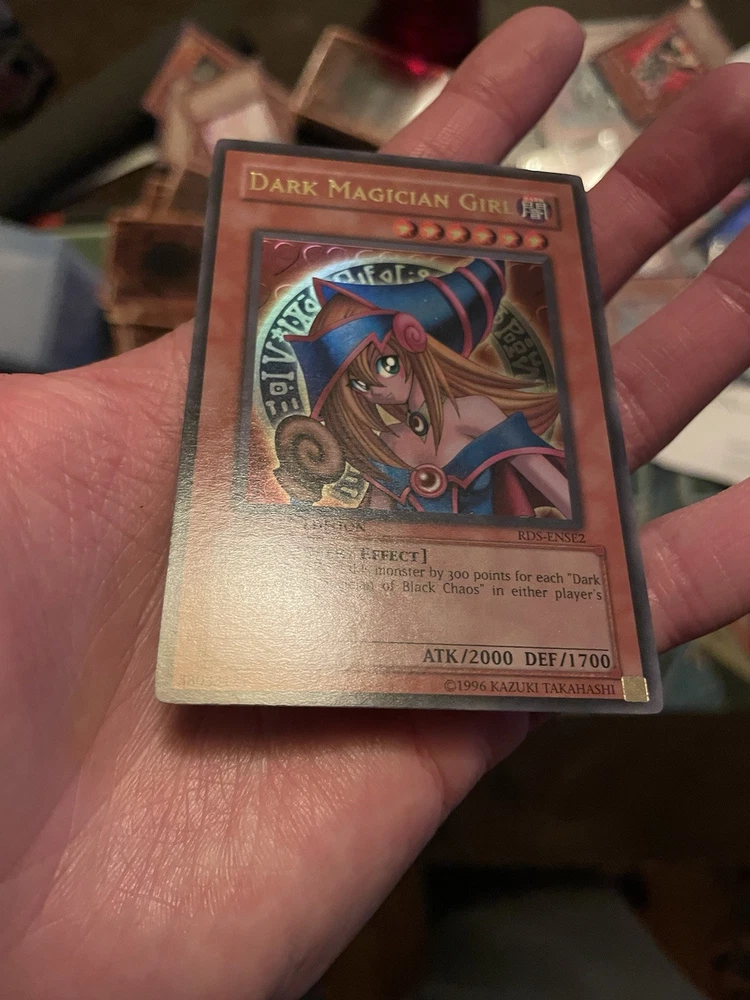 DARK MAGICIAN GIRL 闇
EDITION RDS-ENSE2
EFFECT]
monster by 300 points for each "Dark
of Black Chaos" in either player's
ATK/2000 DEF/1700
©1996 KAZUKI TAKAHASHI